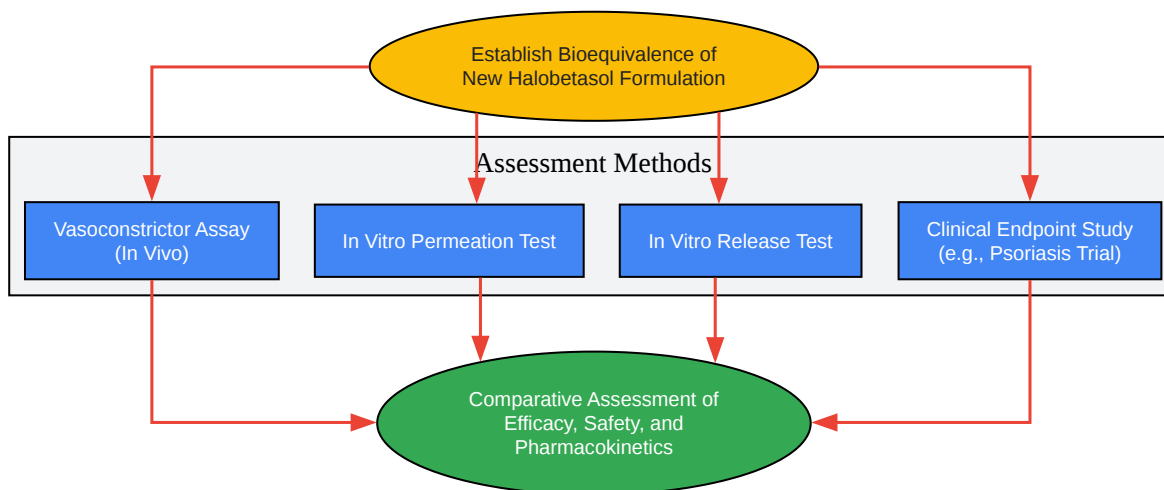 Establish Bioequivalence of
New Halobetasol Formulation
Assessment Methods
Vasoconstrictor Assay
(In Vivo)
In Vitro Permeation Test
In Vitro Release Test
Clinical Endpoint Study
(e.g., Psoriasis Trial)
Comparative Assessment of
Efficacy, Safety, and
Pharmacokinetics